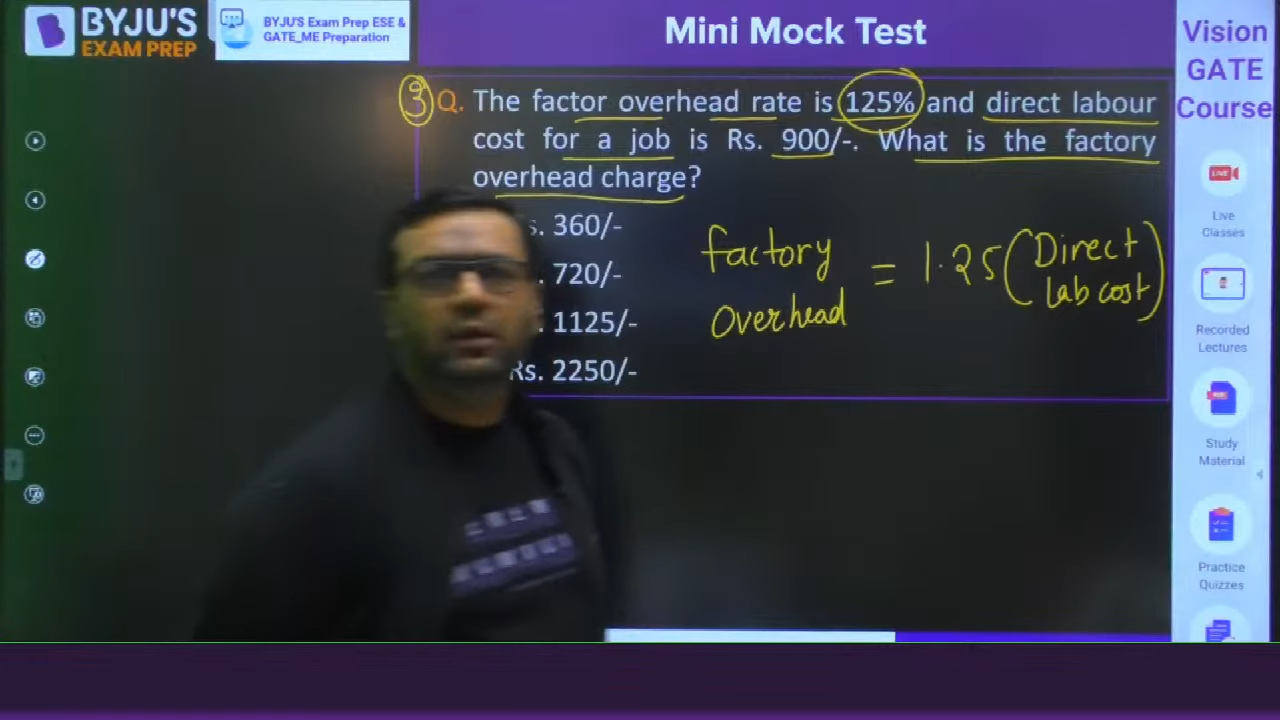 BYJU'S
EXAM PREP
BYJU'S Exam Prep ESE &
GATE_ME Preparation
Mini Mock Test
Vision
GATE
Course
3 Q. The factor overhead rate is 125% and direct labour
cost for a job is Rs. 900/-. What is the factory
overhead charge?
s. 360/-
. 720/-
. 1125/-
Rs. 2250/-
factory
overhead
= 1.25 (Direct
lab cost)
LIVE
Live
Classes
Recorded
Lectures
Study
Material
Practice
Quizzes